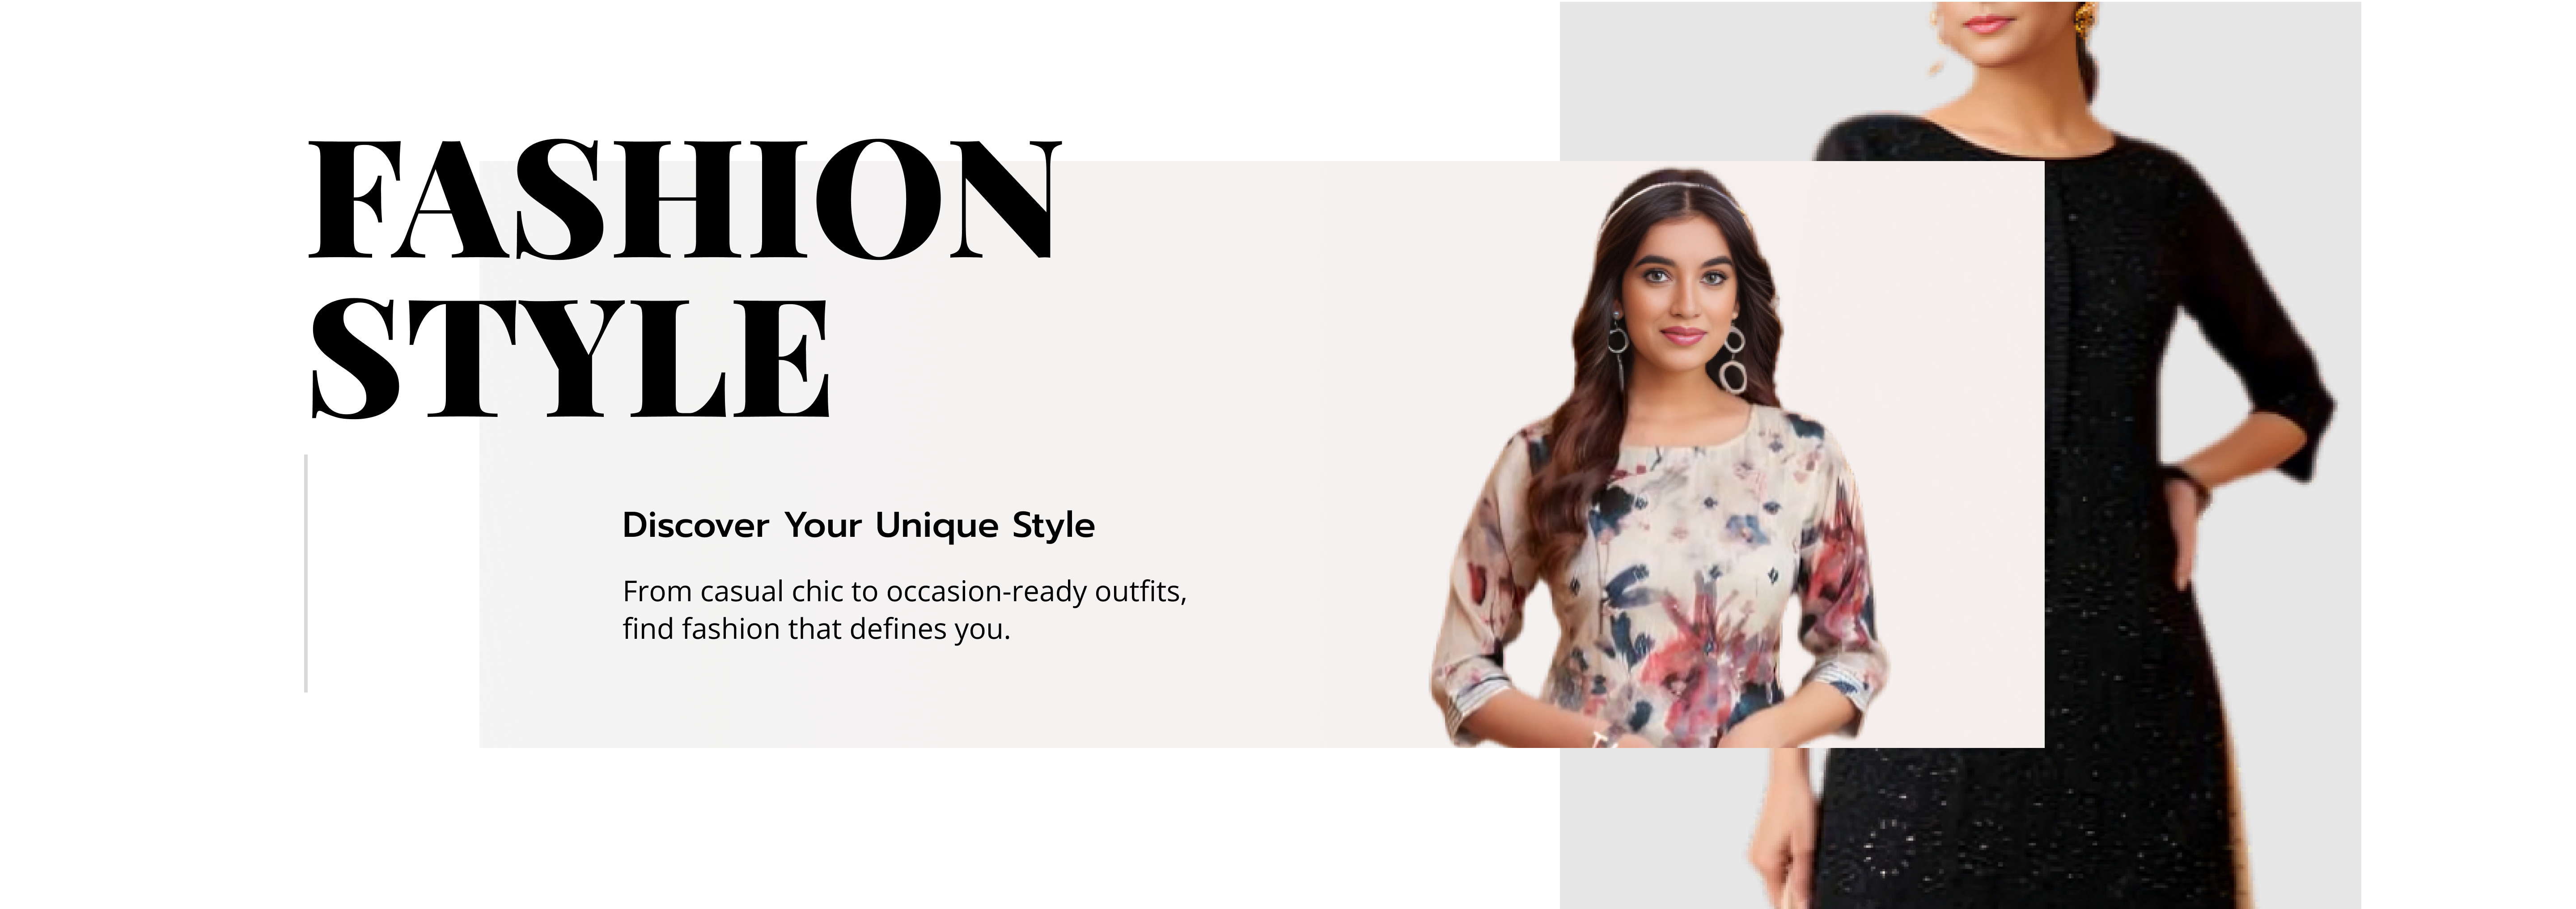 FASHION
STYLE
Discover Your Unique Style
From casual chic to occasion-ready outfits,
find fashion that defines you.